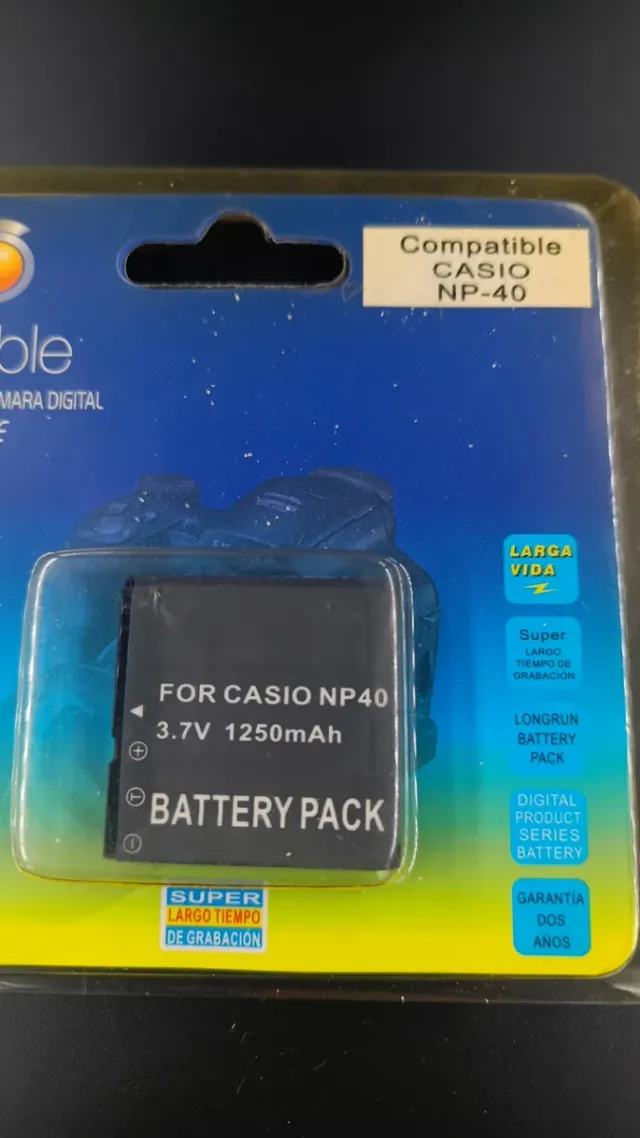 Compatible
CASIO
NP-40
ble
MARA DIGITAL
LARGA
VIDA
Super
LARGO
TIEMPO DE
GRABACIÓN
FOR CASIO NP40
3.7V 1250mAh
LONGRUN
BATTERY
PACK
+
T
BATTERY PACK
-
DIGITAL
PRODUCT
SERIES
BATTERY
SUPER
LARGO TIEMPO
DE GRABACIÓN
GARANTÍA
DOS
AÑOS